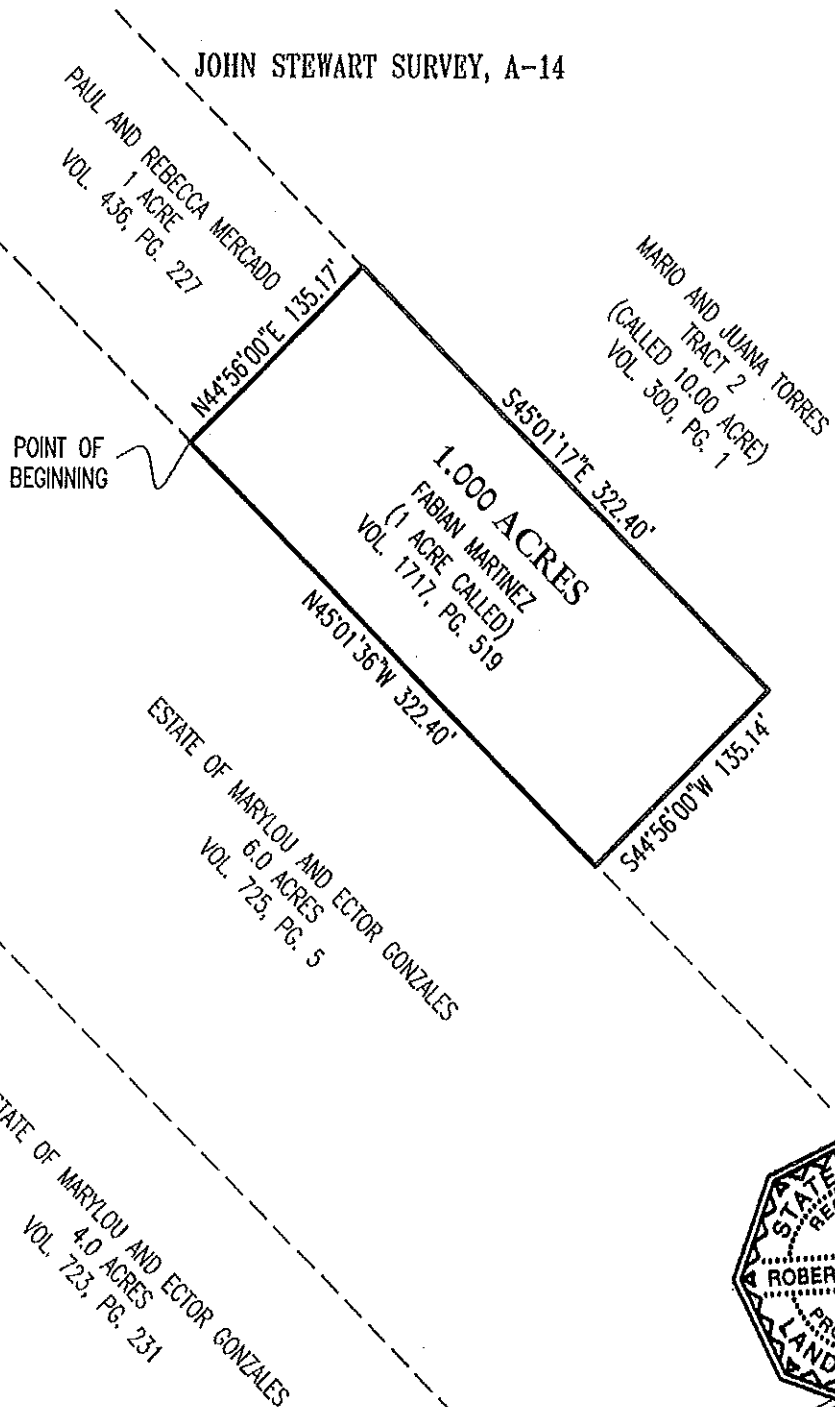 JOHN STEWART SURVEY, A-14
PAUL AND REBECCA MERCADO
1 ACRE
VOL. 436, PG. 227
MARIO AND JUANA TORRES
TRACT 2
(CALLED 10.00 ACRE)
VOL. 300, PG. 1
N44°56'00"E 135.17'
POINT OF
BEGINNING
S45°01'17"E 322.40'
1.000 ACRES
FABIAN MARTINEZ
(1 ACRE CALLED)
VOL. 1717, PG. 519
N45°01'36"W 322.40'
S44°56'00"W 135.14'
ESTATE OF MARYLOU AND ECTOR GONZALES
6.0 ACRES
VOL. 725, PG. 5
STATE OF MARYLOU AND ECTOR GONZALES
4.0 ACRES
VOL. 723, PG. 231
STATE
ROBER
LAND